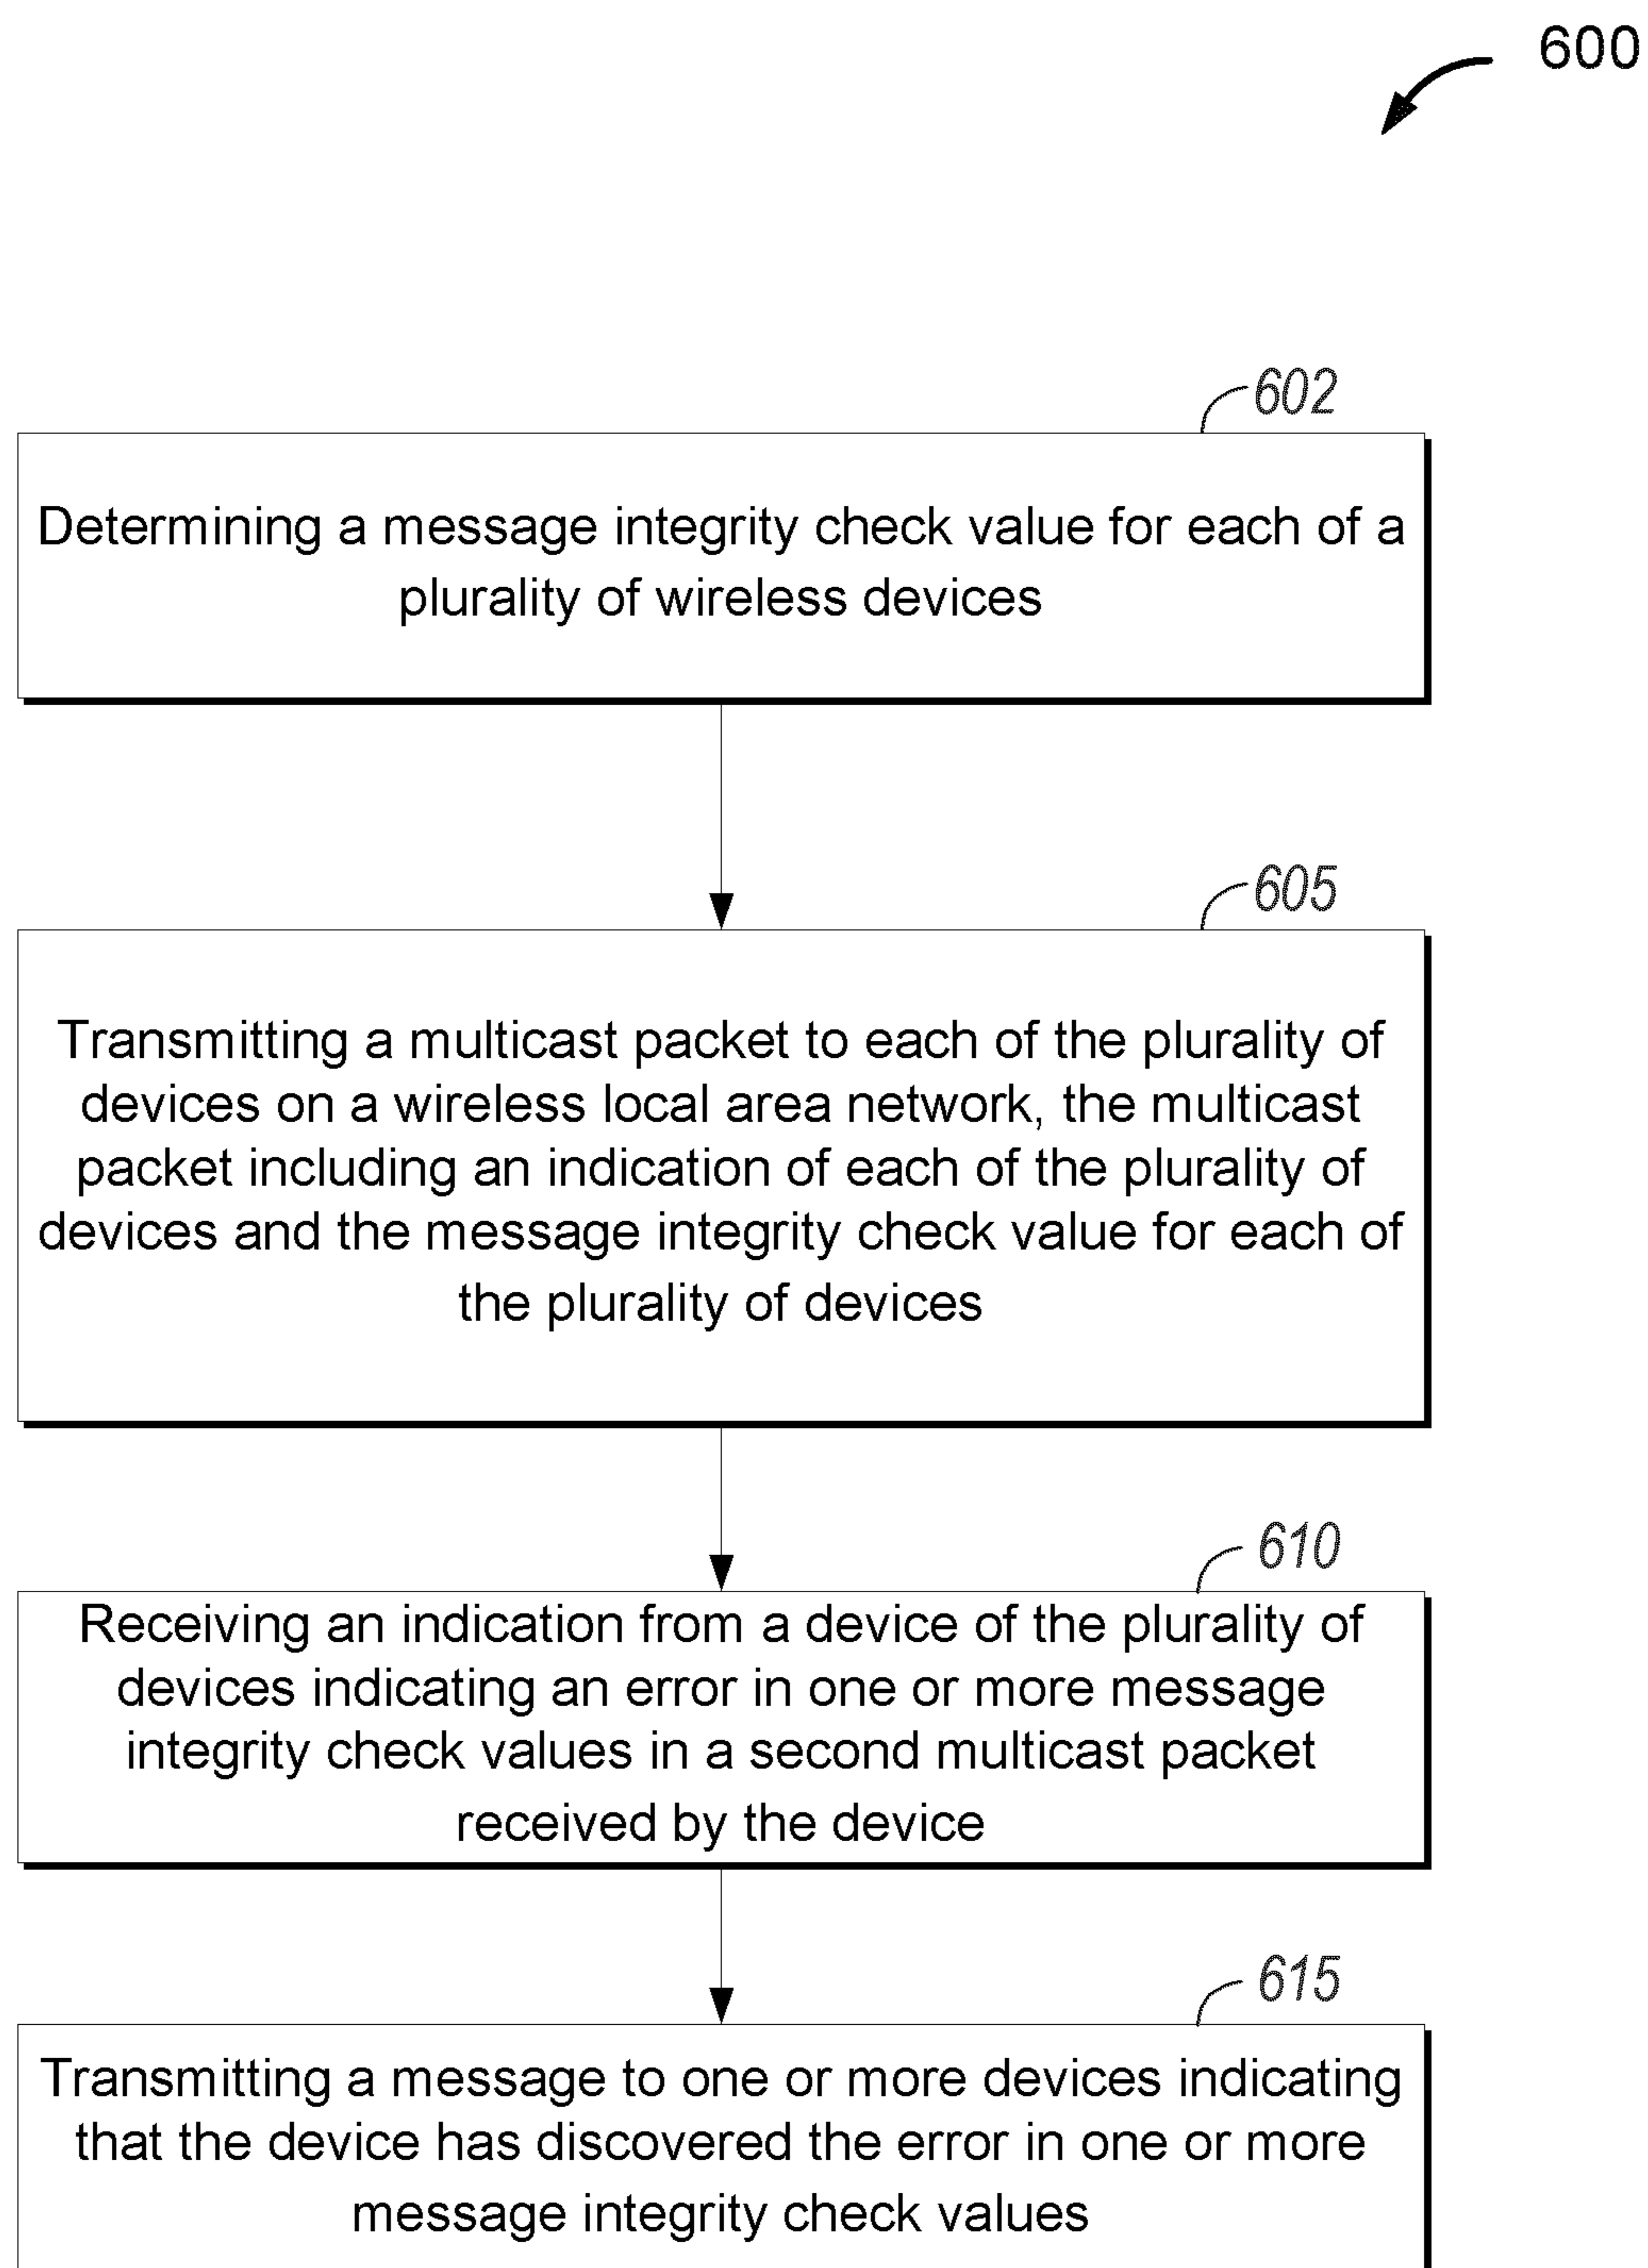 600
602
Determining a message integrity check value for each of a
plurality of wireless devices
605
Transmitting a multicast packet to each of the plurality of
devices on a wireless local area network, the multicast
packet including an indication of each of the plurality of
devices and the message integrity check value for each of
the plurality of devices
610
Receiving an indication from a device of the plurality of
devices indicating an error in one or more message
integrity check values in a second multicast packet
received by the device
615
Transmitting a message to one or more devices indicating
that the device has discovered the error in one or more
message integrity check values